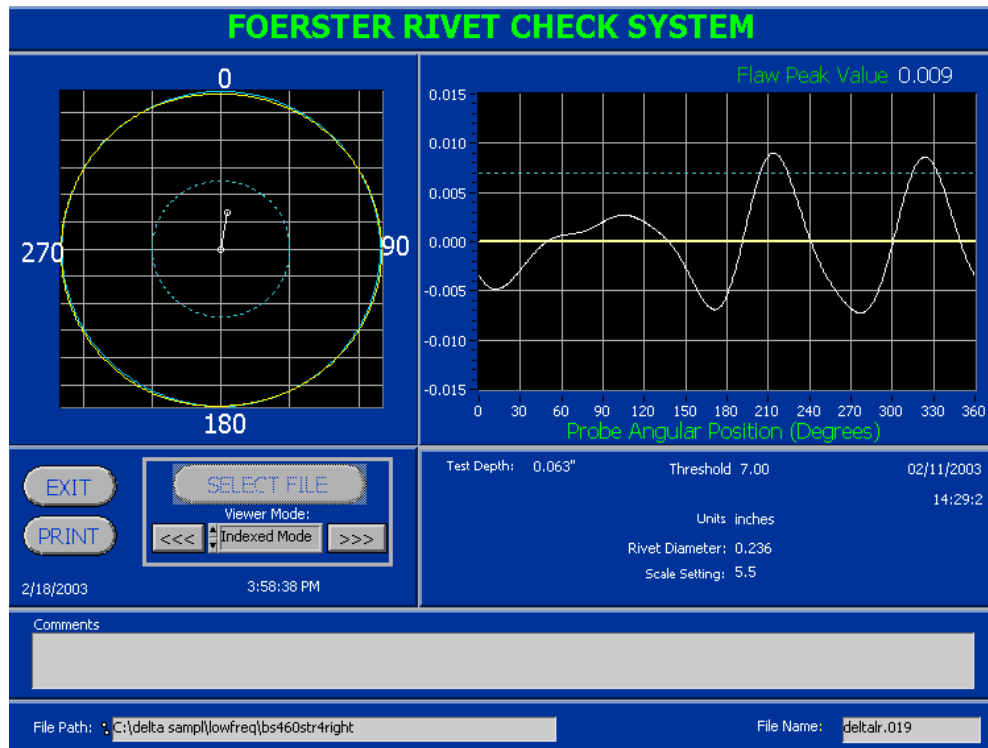 FOERSTER RIVET CHECK SYSTEM
0
270
90
180
Flaw Peak Value 0.009
0.015
0.010
0.005
0.000
-0.005
-0.010
-0.015
0 30 60 90 120 150 180 210 240 270 300 330 360
Probe Angular Position (Degrees)
EXIT
PRINT
SELECT FILE
Viewer Mode:
<<< Indexed Mode >>>
2/18/2003 3:58:38 PM
Test Depth: 0.063" Threshold 7.00 02/11/2003
14:29:2
Units inches
Rivet Diameter: 0.236
Scale Setting: 5.5
Comments
File Path: C:\delta sampl\lowfreq\bs460str4right
File Name: deltalr.019